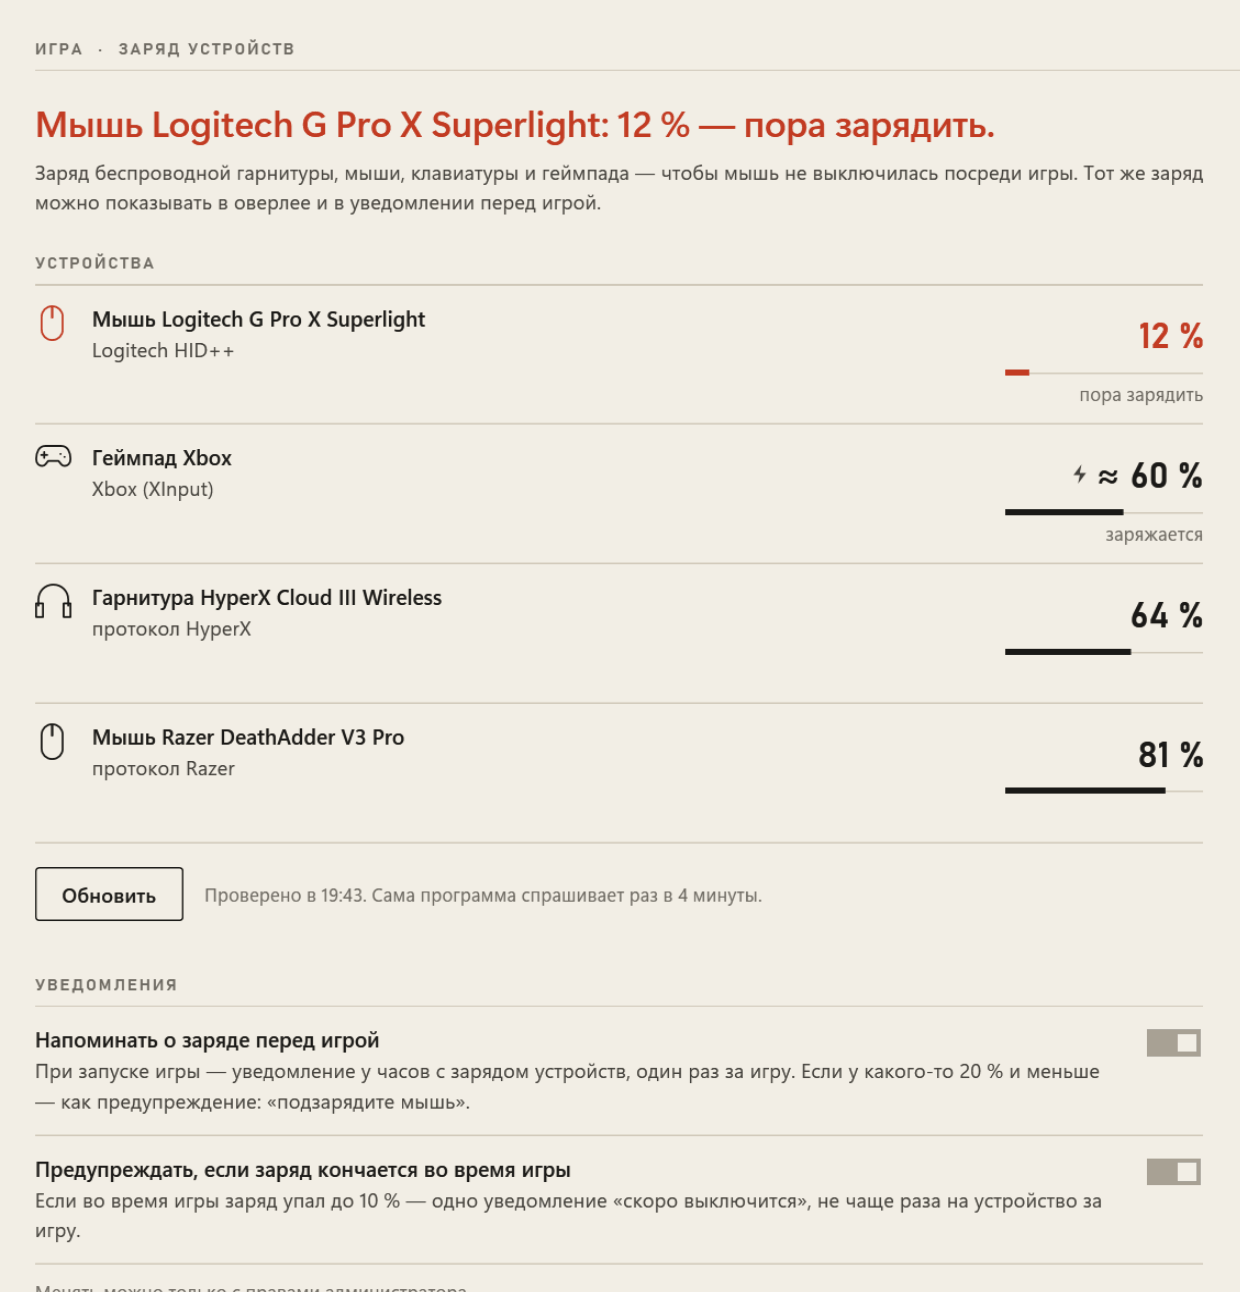 ИГРА · ЗАРЯД УСТРОЙСТВ
Мышь Logitech G Pro X Superlight: 12 % — пора зарядить.
Заряд беспроводной гарнитуры, мыши, клавиатуры и геймпада — чтобы мышь не выключилась посреди игры. Тот же заряд
можно показывать в оверлее и в уведомлении перед игрой.
УСТРОЙСТВА
Мышь Logitech G Pro X Superlight
Logitech HID++
12 %
пора зарядить
Геймпад Xbox
Xbox (XInput)
≈ 60 %
заряжается
Гарнитура HyperX Cloud III Wireless
протокол HyperX
64 %
Мышь Razer DeathAdder V3 Pro
протокол Razer
81 %
Обновить
Проверено в 19:43. Сама программа спрашивает раз в 4 минуты.
УВЕДОМЛЕНИЯ
Напоминать о заряде перед игрой
При запуске игры — уведомление у часов с зарядом устройств, один раз за игру. Если у какого-то 20 % и меньше
— как предупреждение: «подзарядите мышь».
Предупреждать, если заряд кончается во время игры
Если во время игры заряд упал до 10 % — одно уведомление «скоро выключится», не чаще раза на устройство за
игру.
Менять можно только с правами администратора